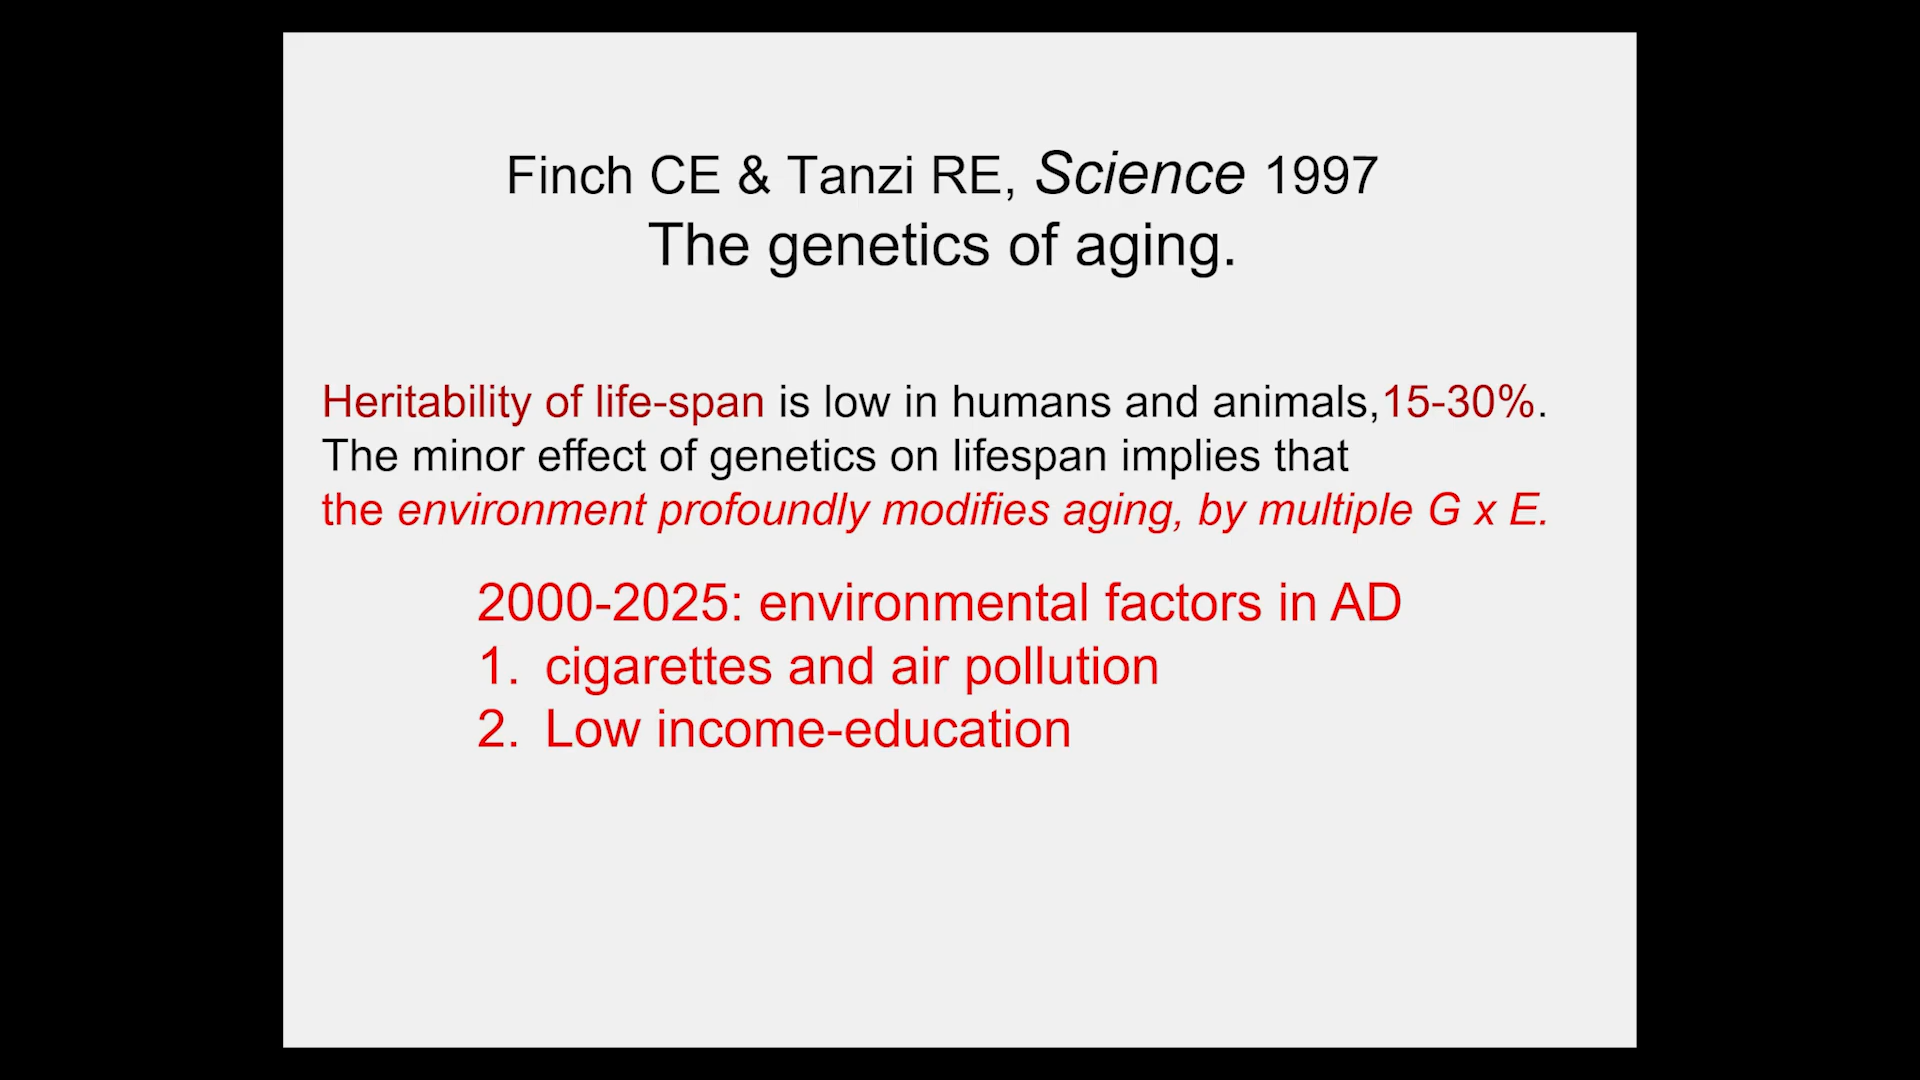 Finch CE & Tanzi RE, Science 1997
The genetics of aging.
Heritability of life-span is low in humans and animals,15-30%.
The minor effect of genetics on lifespan implies that
the environment profoundly modifies aging, by multiple G x E.
2000-2025: environmental factors in AD
1. cigarettes and air pollution
2. Low income-education